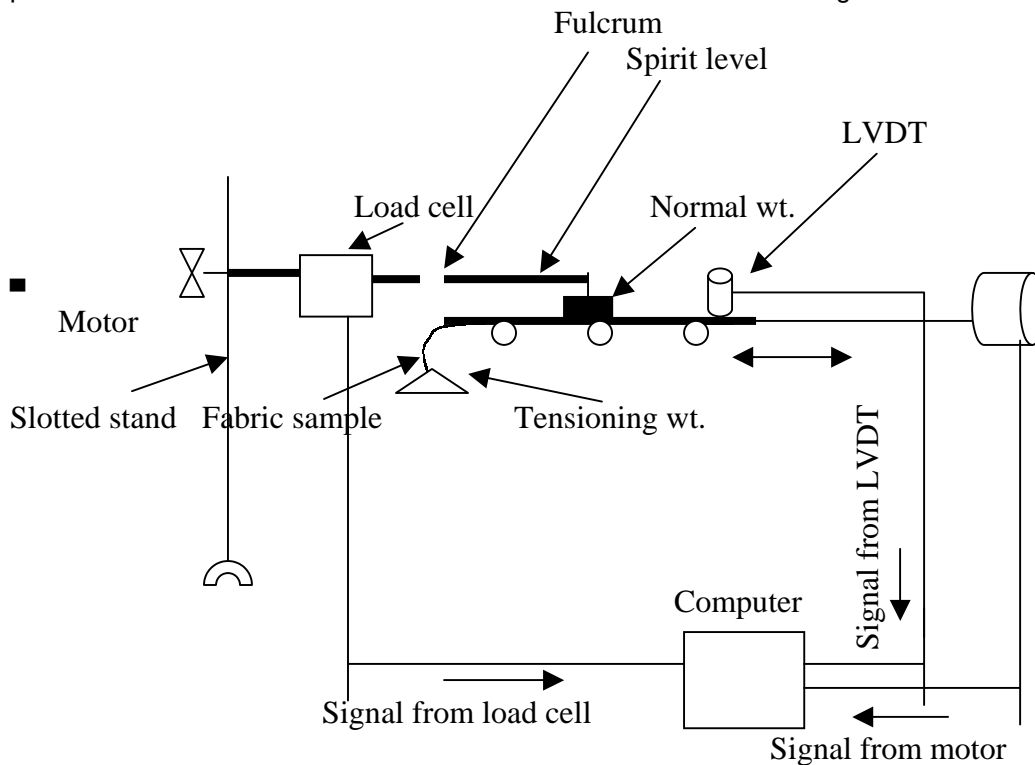 Fulcrum
Spirit level
LVDT
Load cell
Normal wt.
Motor
Slotted stand
Fabric sample
Tensioning wt.
Signal from LVDT
Computer
Signal from load cell
Signal from motor